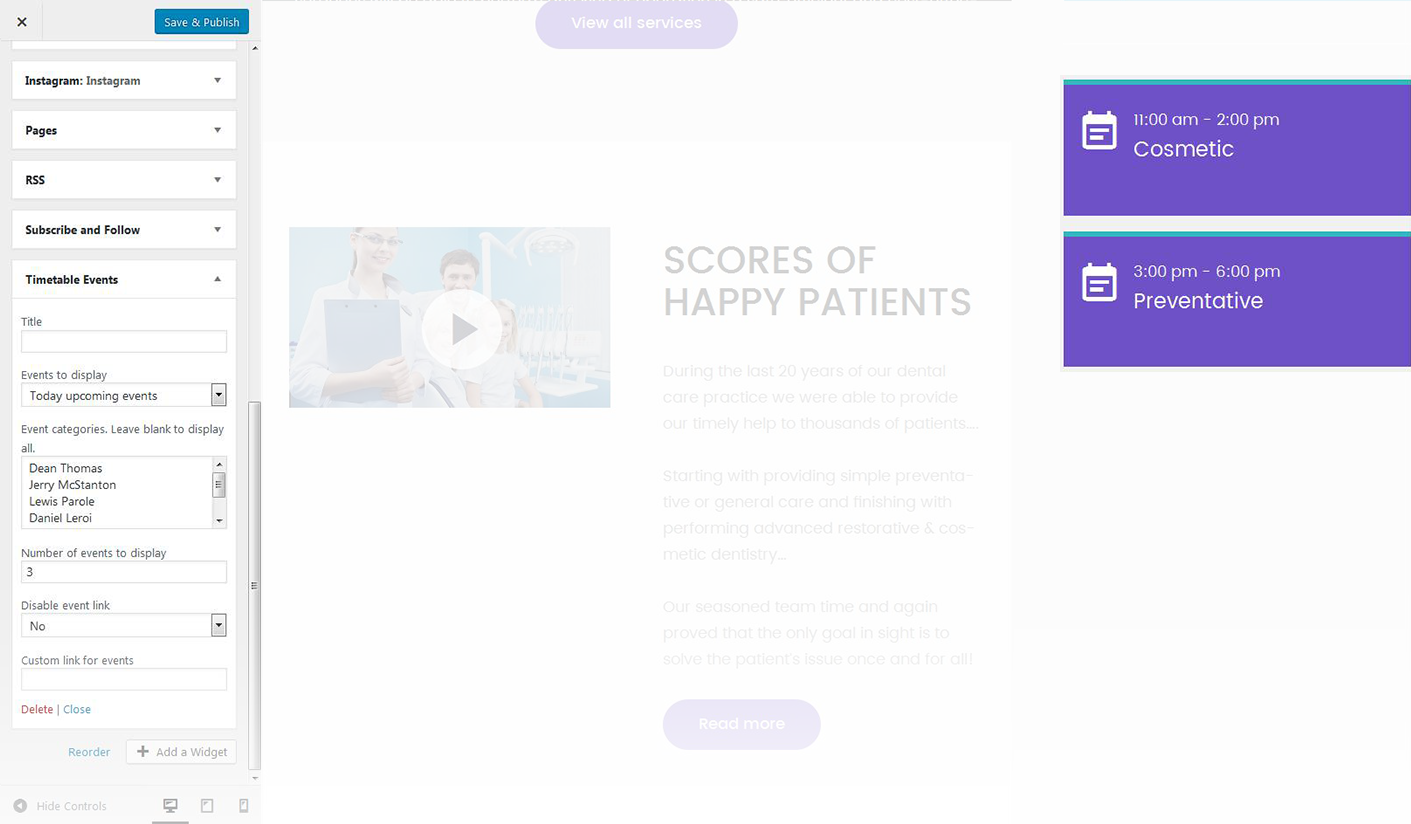 Save & Publish
Instagram: Instagram
Pages
RSS
Subscribe and Follow
Timetable Events
Title
Events to display
Today upcoming events
Event categories. Leave blank to display
all.
Dean Thomas
Jerry McStanton
Lewis Parole
Daniel Leroi
Number of events to display
3
Disable event link
No
Custom link for events
Delete | Close
Reorder
Add a Widget
Hide Controls
View all services
SCORES OF
HAPPY PATIENTS
During the last 20 years of our dental
care practice we were able to provide
our timely help to thousands of patients...
Starting with providing simple preventa-
tive or general care and finishing with
performing advanced restorative & cos-
metic dentistry...
Our seasoned team time and again
proved that the only goal in sight is to
solve the patient's issue once and for all!
Read more
11:00 am - 2:00 pm
Cosmetic
3:00 pm - 6:00 pm
Preventative